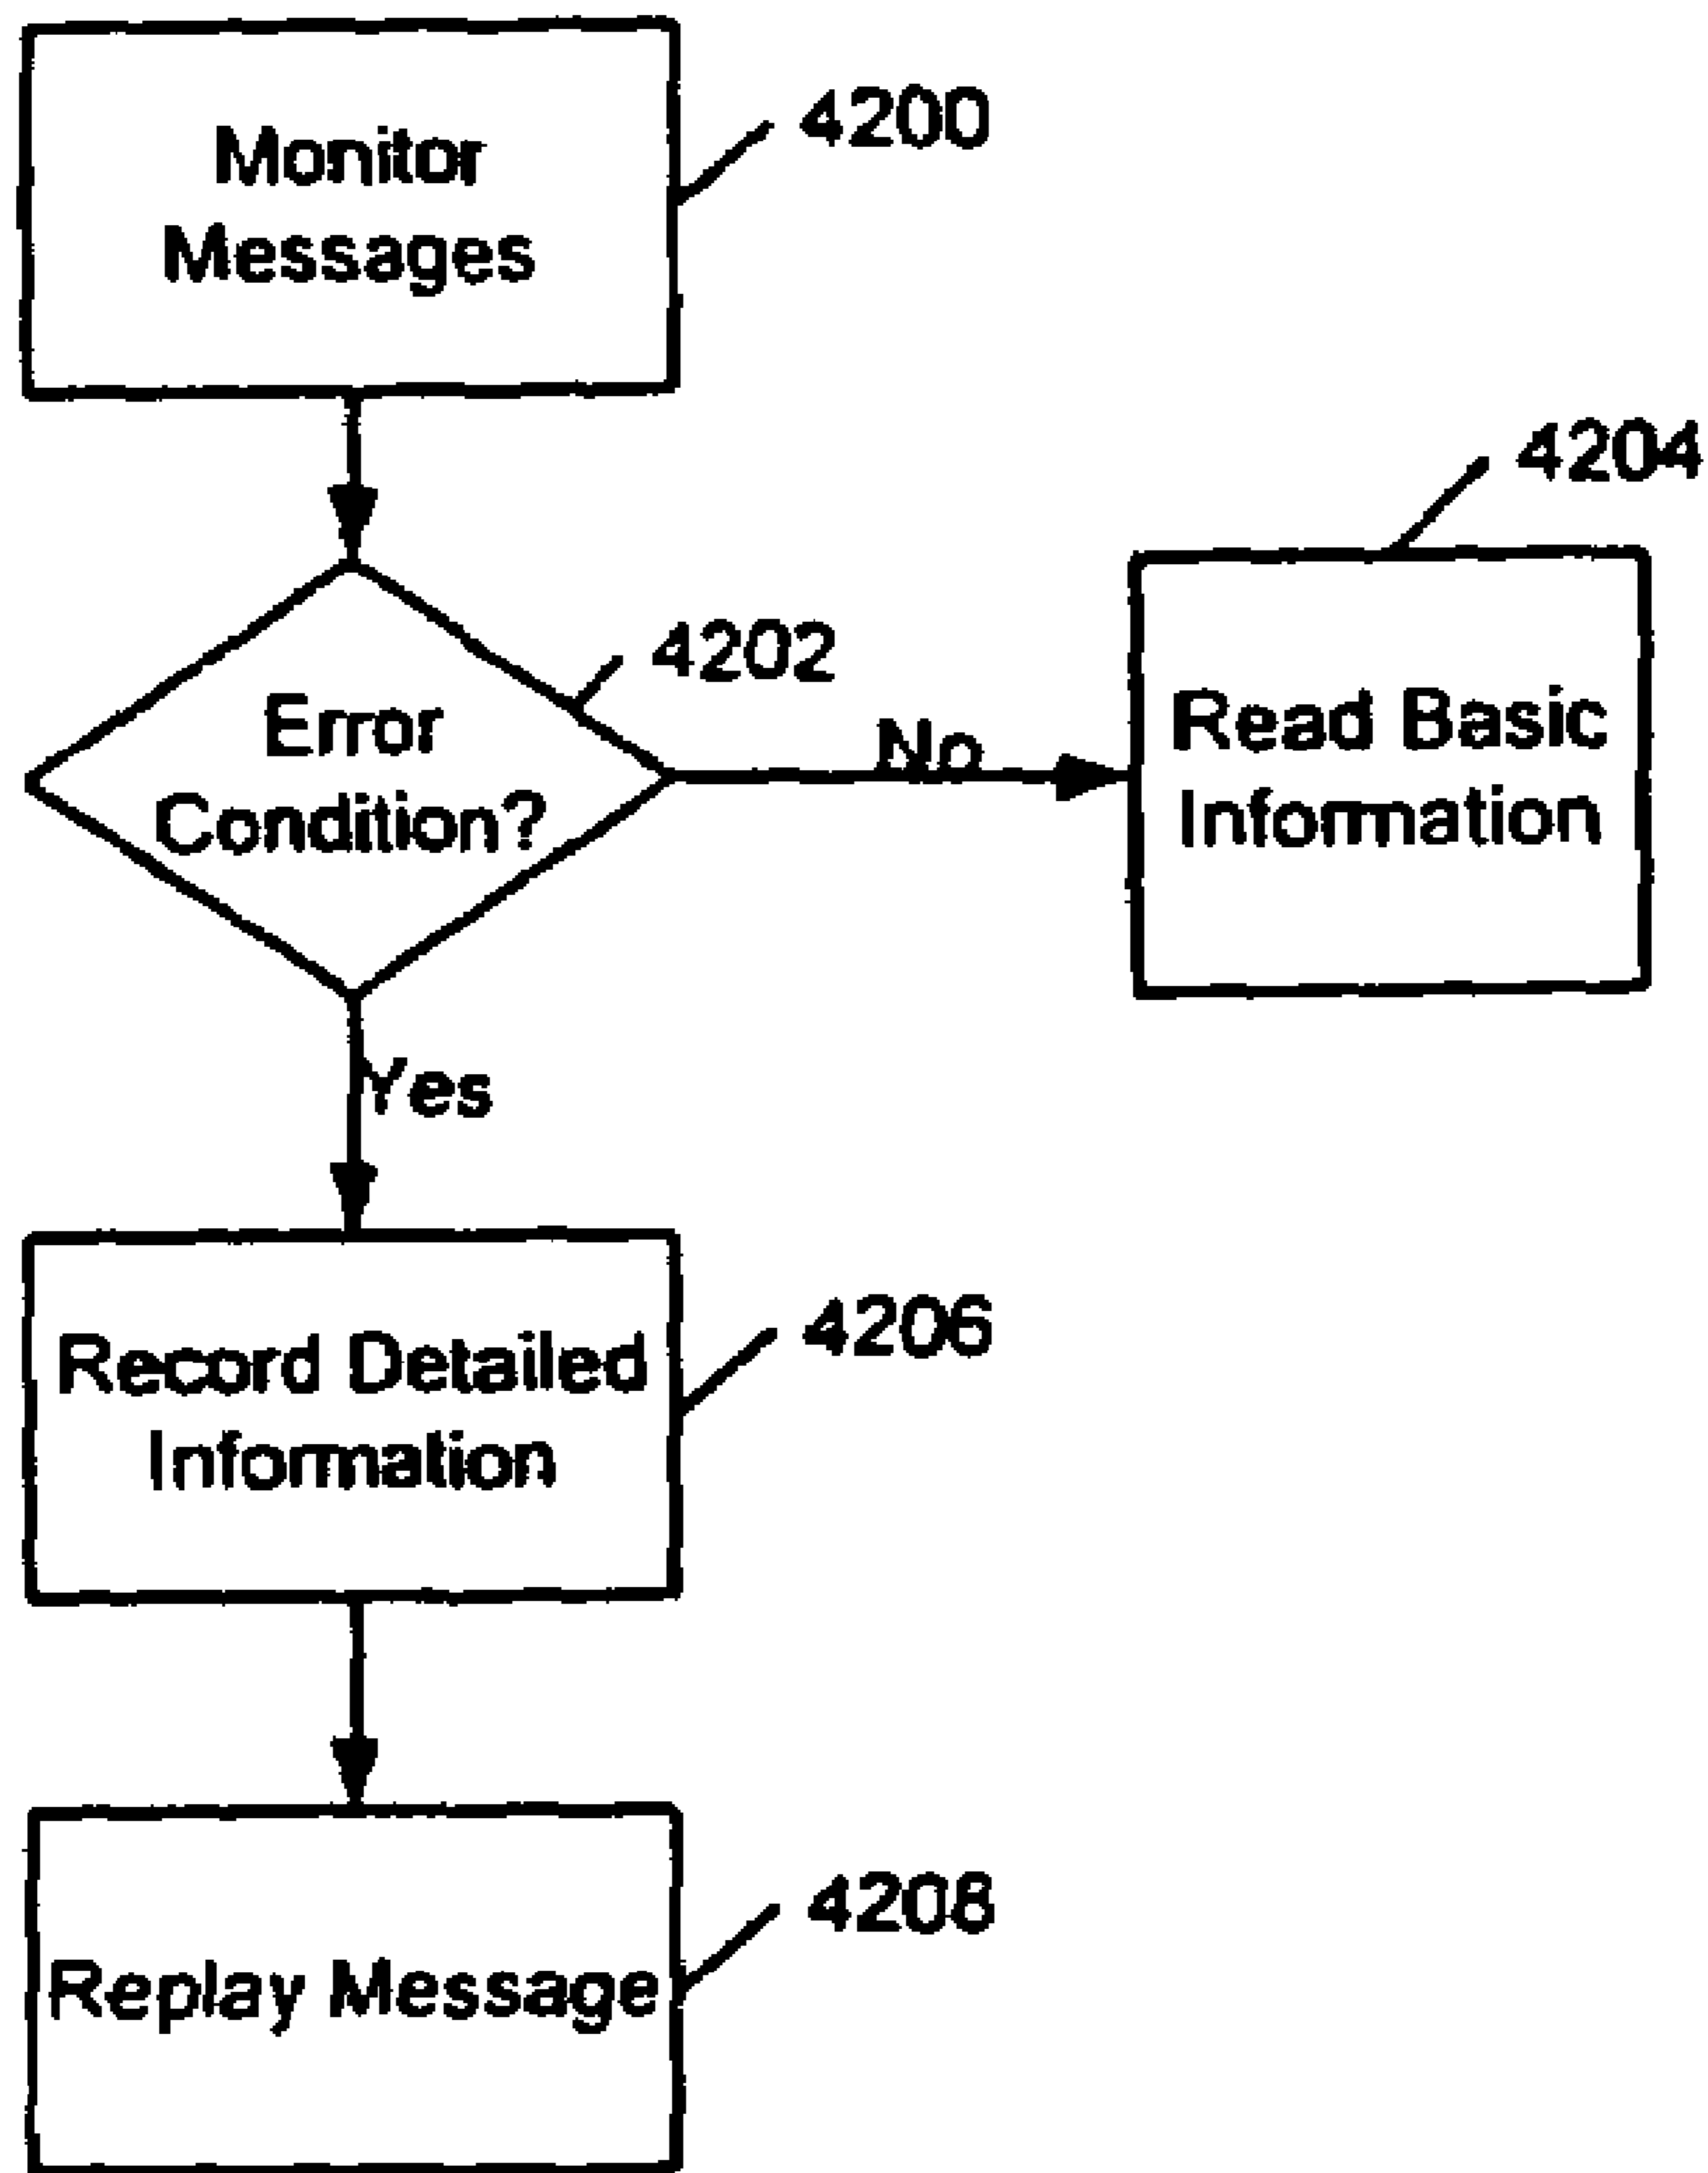 Monitor
Messages
4200
Error
Condition?
4202
No
4204
Read Basic
Information
Yes
Record Detailed
Information
4206
Replay Message
4208